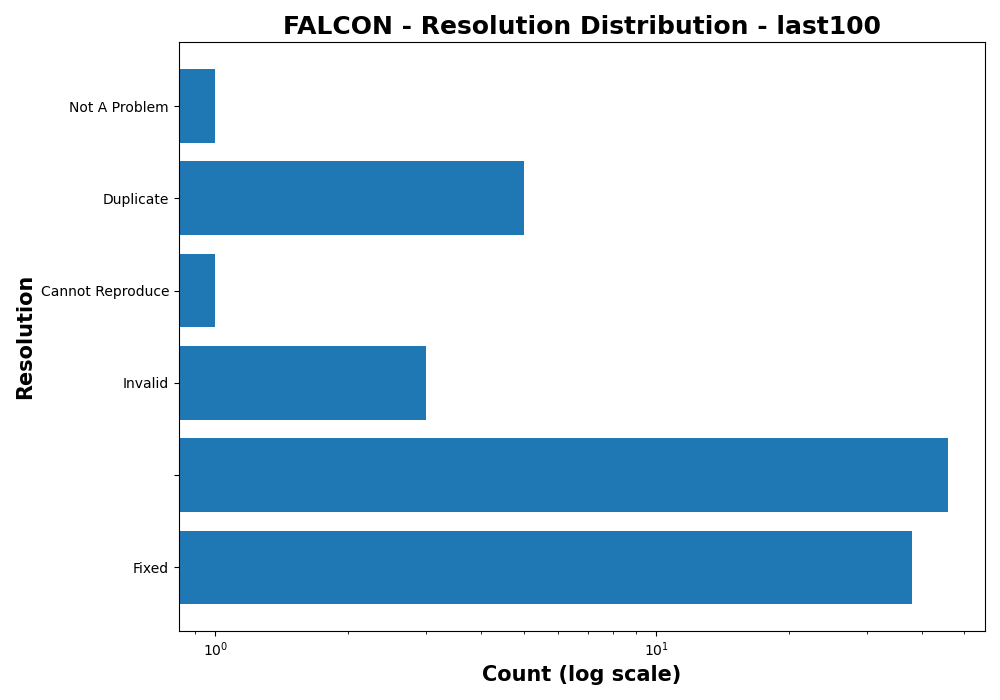 FALCON - Resolution Distribution - last100
Not A Problem
Duplicate
Cannot Reproduce
Invalid
Fixed
Resolution
10⁰
10¹
Count (log scale)